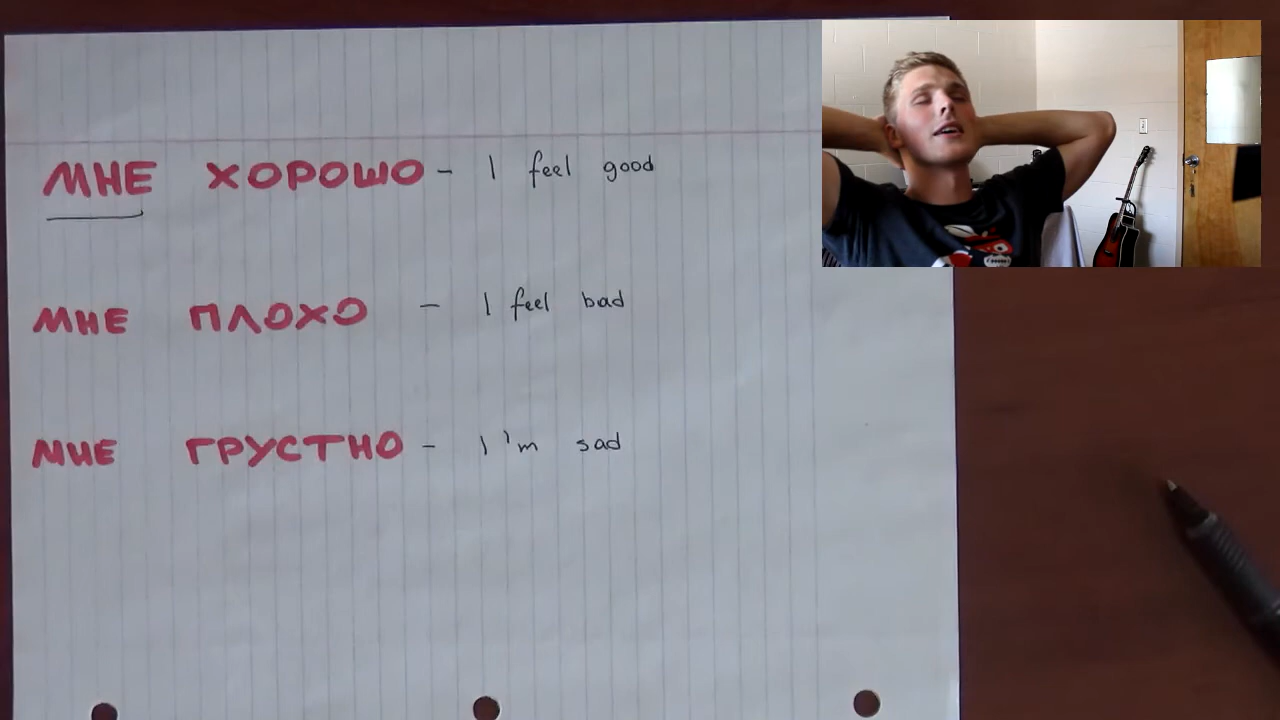 МНЕ ХОРОШО - I feel good
МНЕ ПЛОХО - I feel bad
МНЕ ГРУСТНО - I'm sad